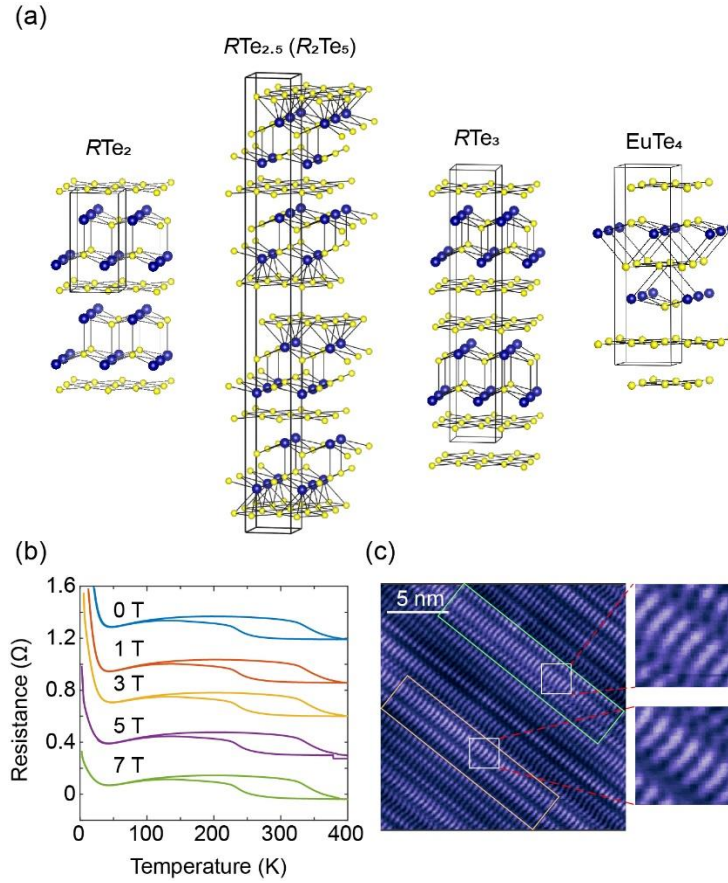 (a)
RTe₂.₅ (R₂Te₅)
RTe₂
RTe₃
EuTe₄
(b)
(c)
1.6
1.2
0.8
0.4
0
Resistance (Ω)
0 T
1 T
3 T
5 T
7 T
0
100
200
300
400
Temperature (K)
5 nm